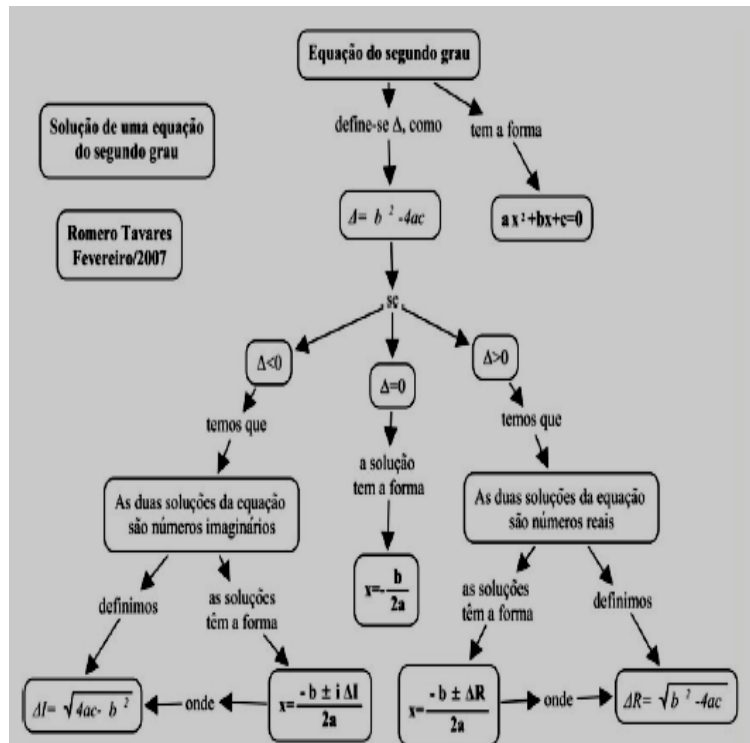 Equação do segundo grau
Solução de uma equação
do segundo grau
define-se Δ, como
tem a forma
Δ= b ² -4ac
a x ²+bx+c=0
Romero Tavares
Fevereiro/2007
se
Δ<0
Δ=0
Δ>0
temos que
a solução
tem a forma
temos que
As duas soluções da equação
são números imaginários
As duas soluções da equação
são números reais
x=- b/2a
definimos
as soluções
têm a forma
as soluções
têm a forma
definimos
ΔI= √(4ac- b ²)
onde
x= (- b ± i ΔI)/2a
x= (- b ± ΔR)/2a
onde
ΔR= √(b ² -4ac)